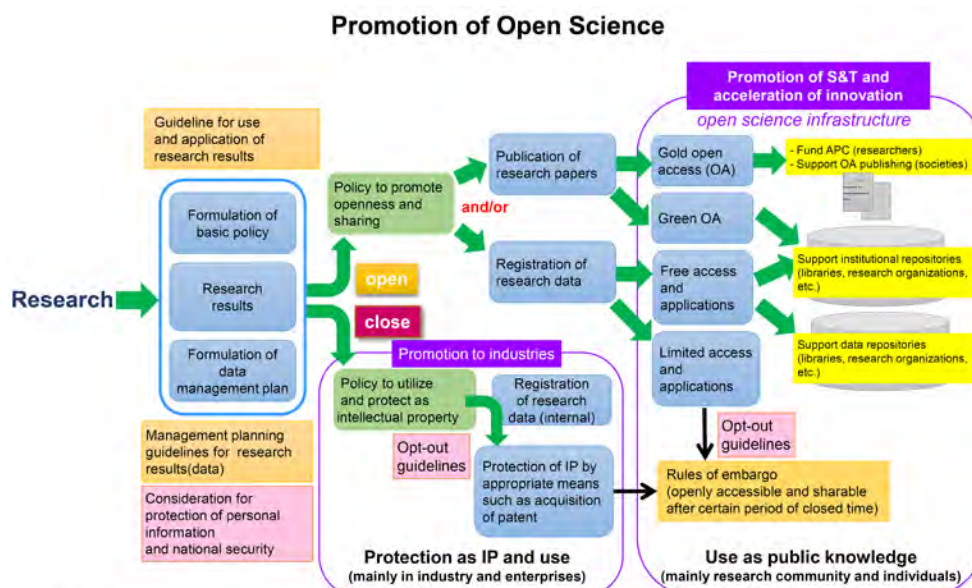 Promotion of Open Science
Promotion of S&T and
acceleration of innovation
open science infrastructure
Guideline for use
and application of
research results
Formulation of
basic policy
Research
results
Formulation of
data
management plan
Research
Management planning
guidelines for research
results(data)
Consideration for
protection of personal
information
and national security
Policy to promote
openness and
sharing
open
close
and/or
Publication of
research papers
Registration of
research data
Gold open
access (OA)
Green OA
Free access
and
applications
Limited access
and
applications
- Fund APC (researchers)
- Support OA publishing (societies)
Support institutional repositories
(libraries, research organizations,
etc.)
Support data repositories
(libraries, research organizations,
etc.)
Promotion to industries
Policy to utilize
and protect as
intellectual property
Registration
of research
data (internal)
Opt-out
guidelines
Protection of IP by
appropriate means
such as acquisition
of patent
Opt-out
guidelines
Rules of embargo
(openly accessible and sharable
after certain period of closed time)
Protection as IP and use
(mainly in industry and enterprises)
Use as public knowledge
(mainly research community and individuals)